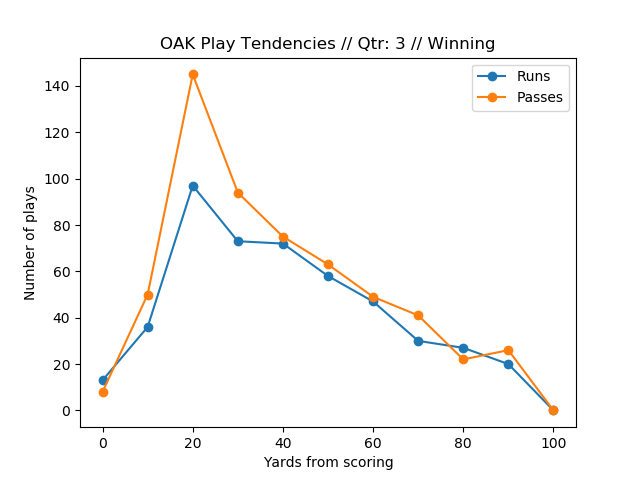 OAK Play Tendencies // Qtr: 3 // Winning
Runs
Passes
Number of plays
140
120
100
80
60
40
20
0
0 20 40 60 80 100
Yards from scoring